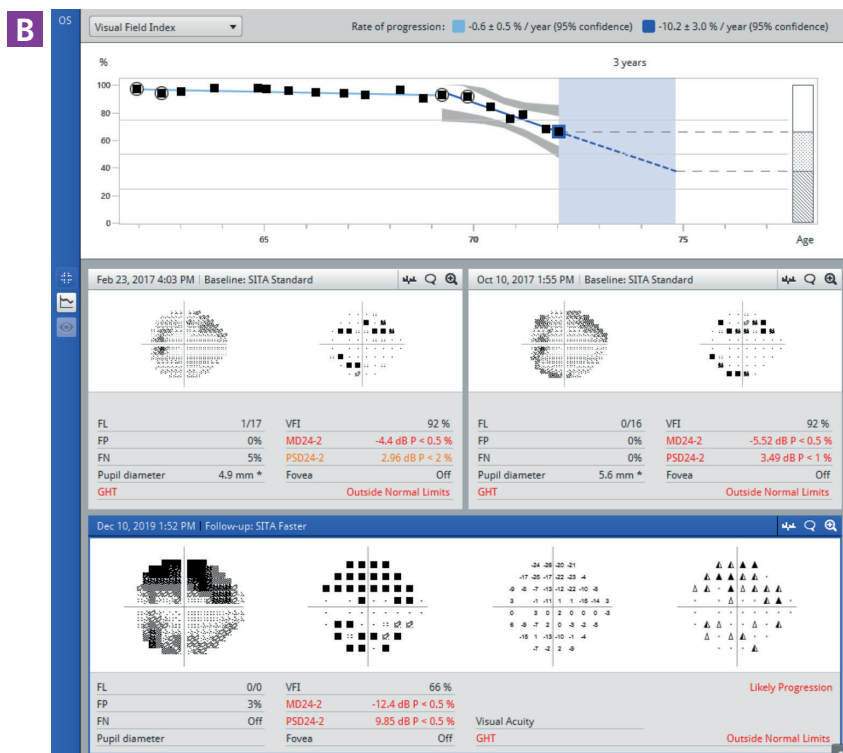 B
OS
Visual Field Index
Rate of progression: -0.6 ± 0.5 % / year (95% confidence) -10.2 ± 3.0 % / year (95% confidence)
%
3 years
100
80
60
40
20
0
65 70 75 Age
Feb 23, 2017 4:03 PM | Baseline: SITA Standard
FL 1/17 VFI 92 %
FP 0% MD24-2 -4.4 dB P < 0.5 %
FN 5% PSD24-2 2.96 dB P < 2 %
Pupil diameter 4.9 mm * Fovea Off
GHT Outside Normal Limits
Oct 10, 2017 1:55 PM | Baseline: SITA Standard
FL 0/16 VFI 92 %
FP 0% MD24-2 -5.52 dB P < 0.5 %
FN 0% PSD24-2 3.49 dB P < 1 %
Pupil diameter 5.6 mm * Fovea Off
GHT Outside Normal Limits
Dec 10, 2019 1:52 PM | Follow-up: SITA Faster
-24 -26 -20 -21
-17 -25 -17 -22 -23 -4
-9 -8 -7 -13 -12 -22 -10 -8
3 -1 -11 1 1 -15 -14 3
0 3 0 2 0 0 0 -3
6 -9 -7 2 0 -3 -2 -5
-15 1 -13 -10 -1 -4
-7 -2 2
FL 0/0 VFI 66 % Likely Progression
FP 3% MD24-2 -12.4 dB P < 0.5 %
FN Off PSD24-2 9.85 dB P < 0.5 % Visual Acuity
Pupil diameter Fovea Off GHT Outside Normal Limits